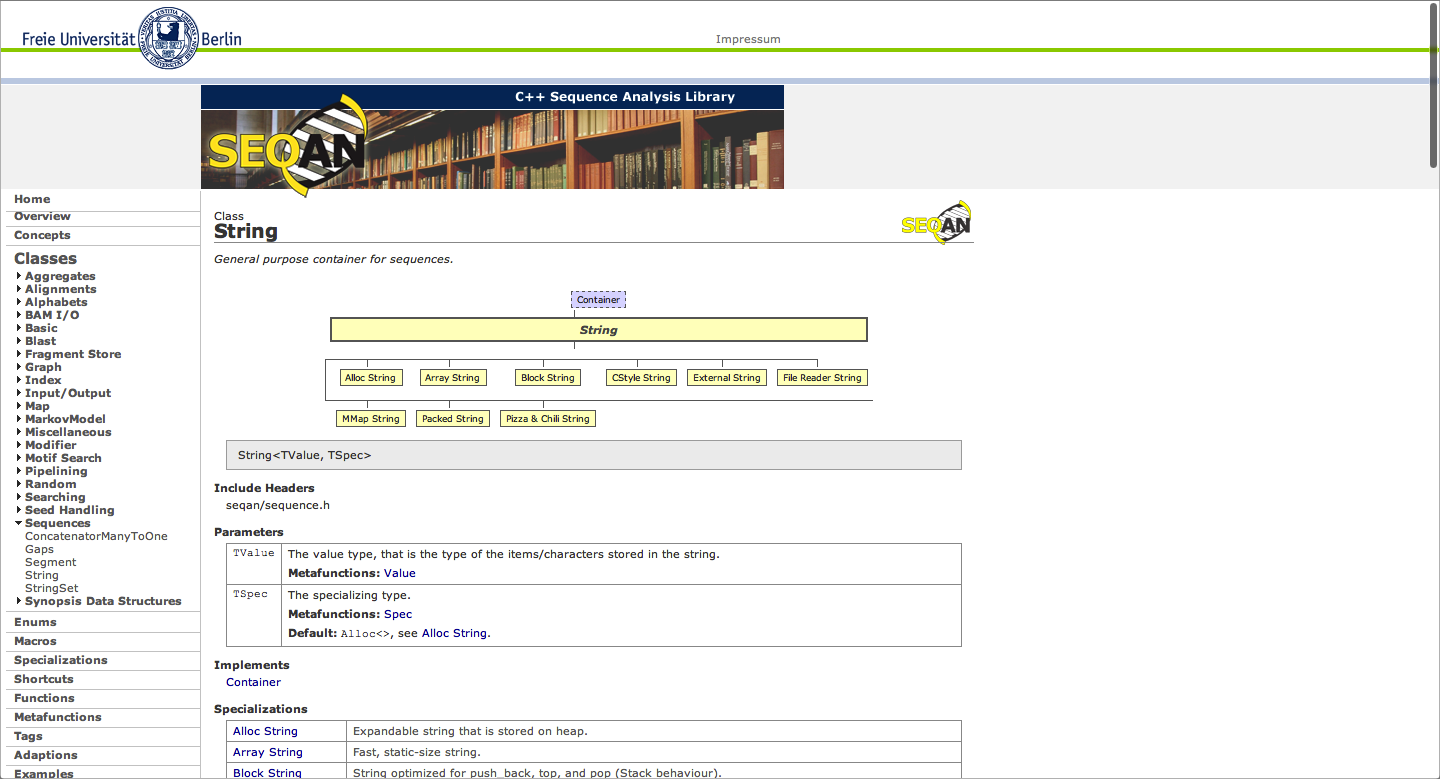 Freie Universität Berlin
Impressum
C++ Sequence Analysis Library
SEQAN
Home
Overview
Concepts
Classes
Aggregates
Alignments
Alphabets
BAM I/O
Basic
Blast
Fragment Store
Graph
Index
Input/Output
Map
MarkovModel
Miscellaneous
Modifier
Motif Search
Pipelining
Random
Searching
Seed Handling
Sequences
ConcatenatorManyToOne
Gaps
Segment
String
StringSet
Synopsis Data Structures
Enums
Macros
Specializations
Shortcuts
Functions
Metafunctions
Tags
Adaptions
Examples
Class
String
SEQAN
General purpose container for sequences.
Container
String
Alloc String Array String Block String CStyle String External String File Reader String
MMap String Packed String Pizza & Chili String
String<TValue, TSpec>
Include Headers
seqan/sequence.h
Parameters
TValue The value type, that is the type of the items/characters stored in the string.
Metafunctions: Value
TSpec The specializing type.
Metafunctions: Spec
Default: Alloc<>, see Alloc String.
Implements
Container
Specializations
Alloc String Expandable string that is stored on heap.
Array String Fast, static-size string.
Block String String optimized for push_back, top, and pop (Stack behaviour).